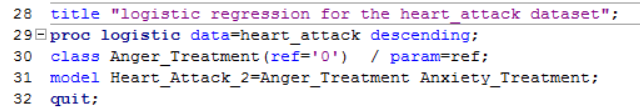 28 title "logistic regression for the heart_attack dataset";
29 proc logistic data=heart_attack descending;
30 class Anger_Treatment(ref='0')  / param=ref;
31 model Heart_Attack_2=Anger_Treatment Anxiety_Treatment;
32 quit;